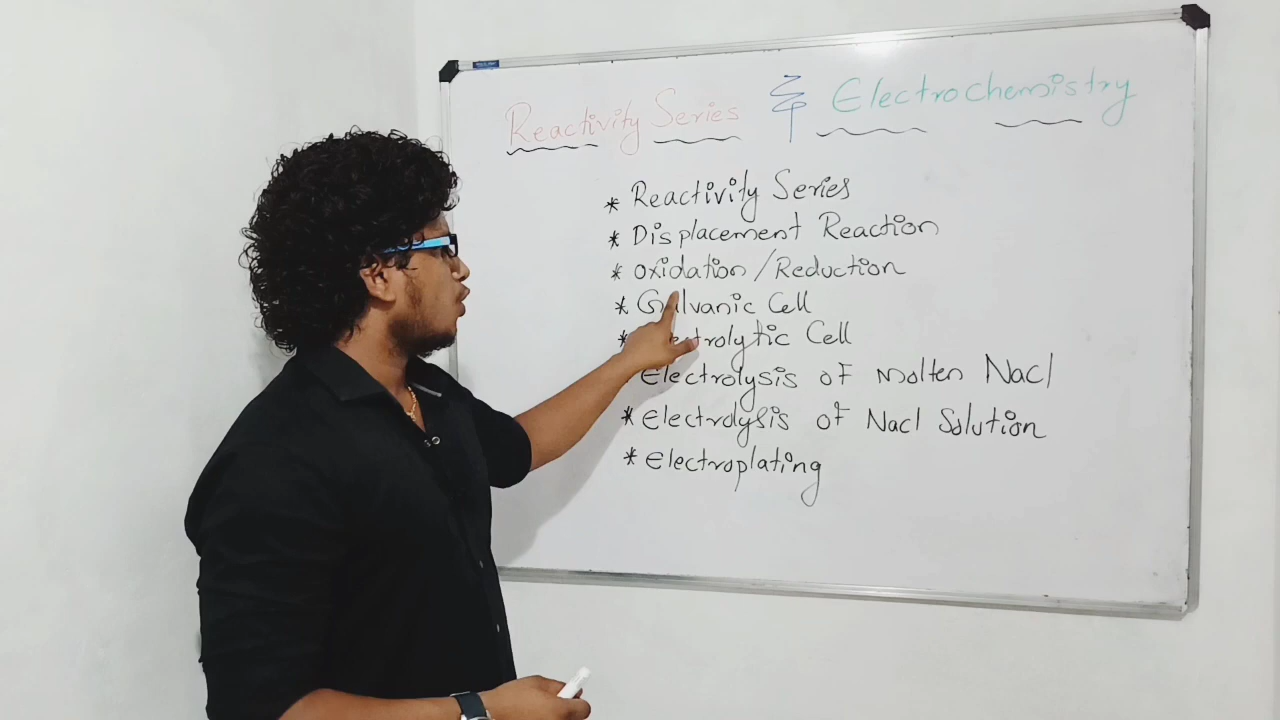 Reactivity Series & Electrochemistry
* Reactivity Series
* Displacement Reaction
* Oxidation / Reduction
* Galvanic Cell
* Cell
* Electrolysis of Molten Nacl
* Electrolysis of Nacl Solution
* Electroplating